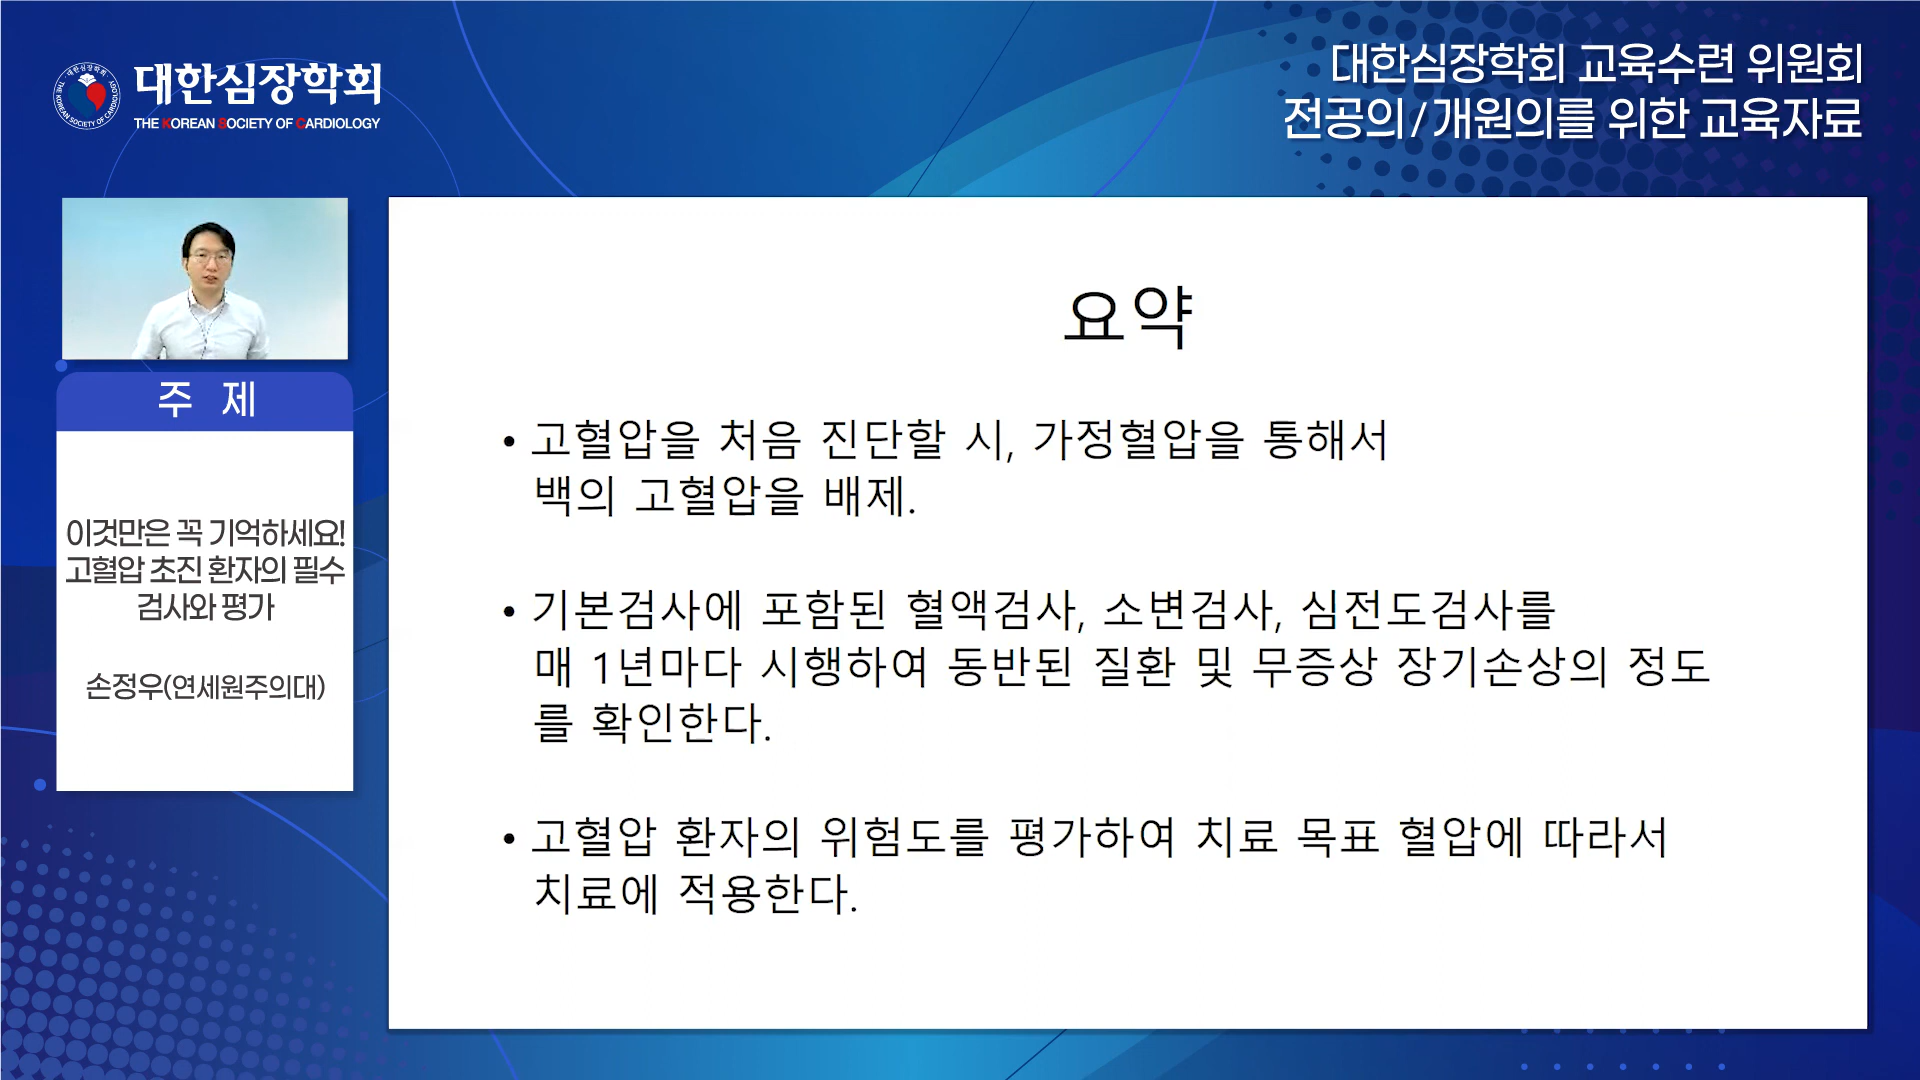 대한심장학회
THE KOREAN SOCIETY OF CARDIOLOGY
대한심장학회 교육수련 위원회
전공의/개원의를 위한 교육자료
주 제
이것만은 꼭 기억하세요!
고혈압 초진 환자의 필수
검사와 평가
손정우(연세원주의대)
요약
• 고혈압을 처음 진단할 시, 가정혈압을 통해서
백의 고혈압을 배제.
• 기본검사에 포함된 혈액검사, 소변검사, 심전도검사를
매 1년마다 시행하여 동반된 질환 및 무증상 장기손상의 정도
를 확인한다.
• 고혈압 환자의 위험도를 평가하여 치료 목표 혈압에 따라서
치료에 적용한다.